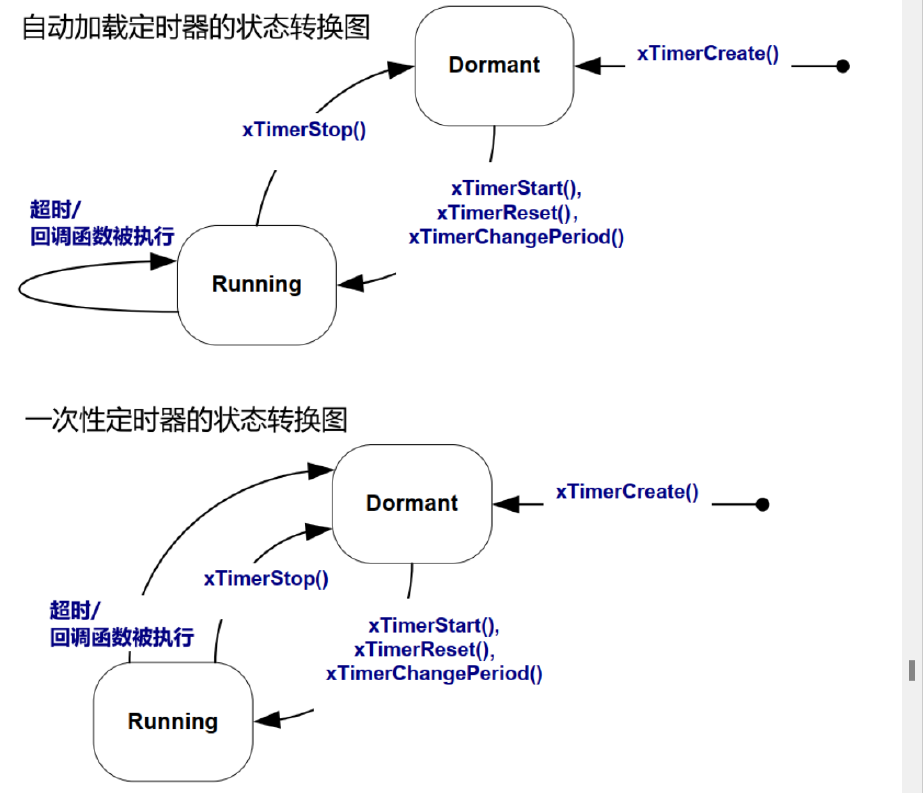 自动加载定时器的状态转换图
Dormant
xTimerCreate()
xTimerStop()
xTimerStart(),
xTimerReset(),
xTimerChangePeriod()
超时/
回调函数被执行
Running
一次性定时器的状态转换图
Dormant
xTimerCreate()
xTimerStop()
超时/
回调函数被执行
xTimerStart(),
xTimerReset(),
xTimerChangePeriod()
Running